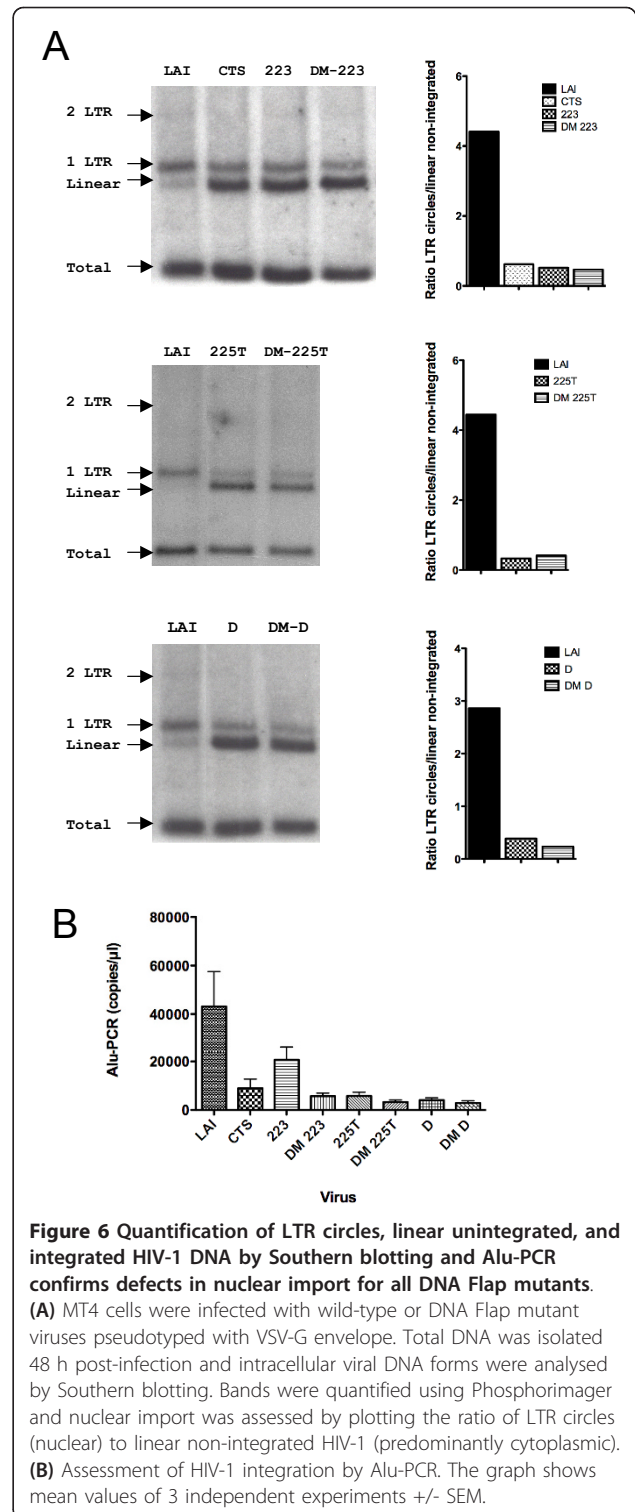 A
LAI CTS 223 DM-223
2 LTR
1 LTR
Linear
Total
Ratio LTR circles/linear non-integrated
6
4
2
0
LAI
CTS
223
DM 223
LAI 225T DM-225T
2 LTR
1 LTR
Linear
Total
Ratio LTR circles/linear non-integrated
6
4
2
0
LAI
225T
DM 225T
LAI D DM-D
2 LTR
1 LTR
Linear
Total
Ratio LTR circles/linear non-integrated
3
2
1
0
LAI
D
DM D
B
Alu-PCR (copies/µl)
80000
60000
40000
20000
0
LAI
CTS
223
DM 223
225T
DM 225T
D
DM D
Virus
Figure 6 Quantification of LTR circles, linear unintegrated, and
integrated HIV-1 DNA by Southern blotting and Alu-PCR
confirms defects in nuclear import for all DNA Flap mutants.
(A) MT4 cells were infected with wild-type or DNA Flap mutant
viruses pseudotyped with VSV-G envelope. Total DNA was isolated
48 h post-infection and intracellular viral DNA forms were analysed
by Southern blotting. Bands were quantified using Phosphorimager
and nuclear import was assessed by plotting the ratio of LTR circles
(nuclear) to linear non-integrated HIV-1 (predominantly cytoplasmic).
(B) Assessment of HIV-1 integration by Alu-PCR. The graph shows
mean values of 3 independent experiments +/- SEM.